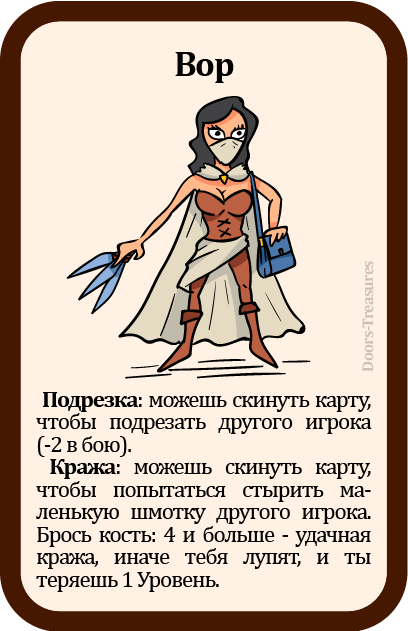 Вор
Doors-Treasures
Подрезка: можешь скинуть карту,
чтобы подрезать другого игрока
(-2 в бою).
Кража: можешь скинуть карту,
чтобы попытаться стырить ма-
ленькую шмотку другого игрока.
Брось кость: 4 и больше - удачная
кража, иначе тебя лупят, и ты
теряешь 1 Уровень.